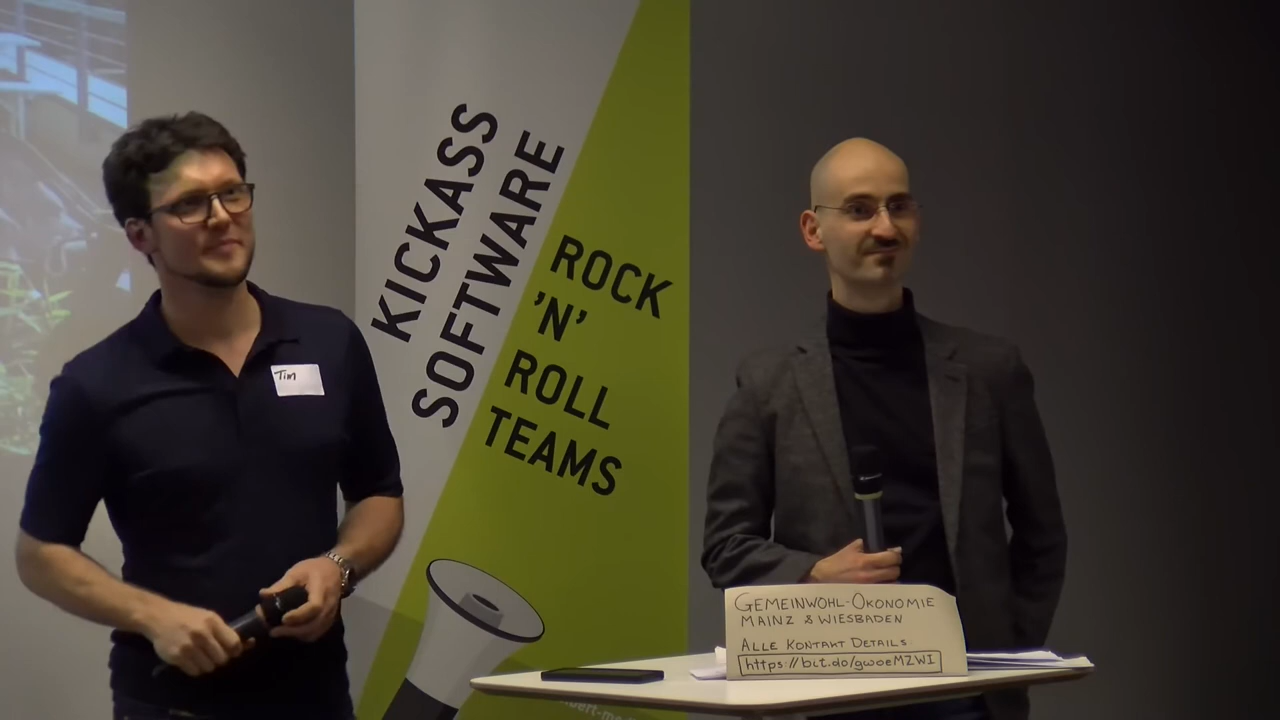 Tim
KICKASS
SOFTWARE
ROCK
'N'
ROLL
TEAMS
GEMEINWOHL-ÖKONOMIE
MAINZ & WIESBADEN
ALLE KONTAKT DETAILS
https://bit.do/gwoeMZWI